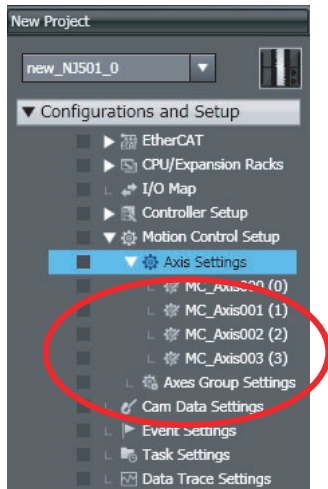 New Project
new_NJ501_0
Configurations and Setup
EtherCAT
CPU/Expansion Racks
I/O Map
Controller Setup
Motion Control Setup
Axis Settings
MC_Axis000 (0)
MC_Axis001 (1)
MC_Axis002 (2)
MC_Axis003 (3)
Axes Group Settings
Cam Data Settings
Event Settings
Task Settings
Data Trace Settings